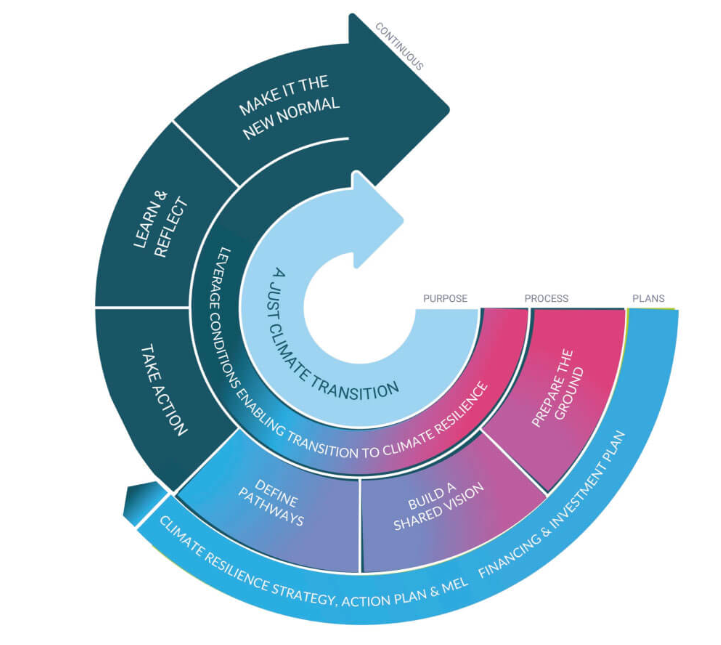 CONTINUOUS
MAKE IT THE
NEW NORMAL
LEARN &
REFLECT
TAKE ACTION
LEVERAGE CONDITIONS ENABLING TRANSITION TO CLIMATE RESILIENCE
A JUST CLIMATE TRANSITION
PURPOSE
PROCESS
PLANS
PREPARE THE
GROUND
BUILD A
SHARED VISION
DEFINE
PATHWAYS
CLIMATE RESILIENCE STRATEGY, ACTION PLAN & MEL
FINANCING & INVESTMENT PLAN